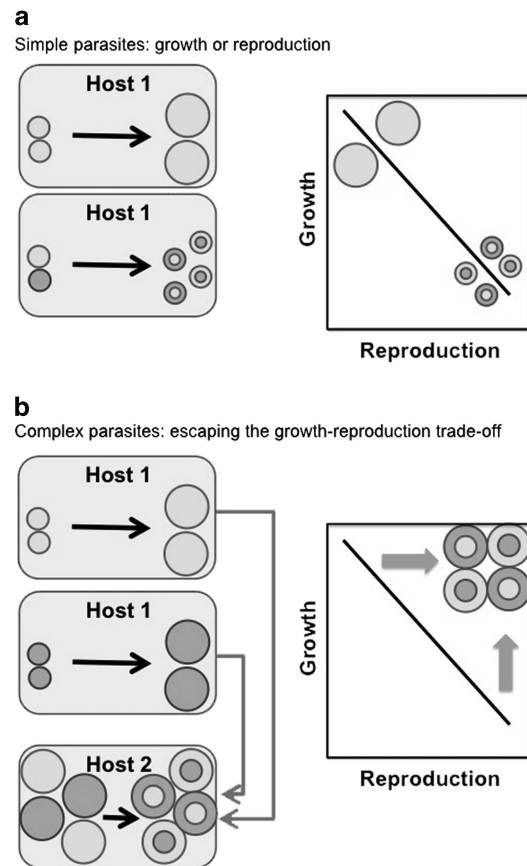 a
Simple parasites: growth or reproduction
Host 1
Host 1
Growth
Reproduction
b
Complex parasites: escaping the growth-reproduction trade-off
Host 1
Host 1
Host 2
Growth
Reproduction